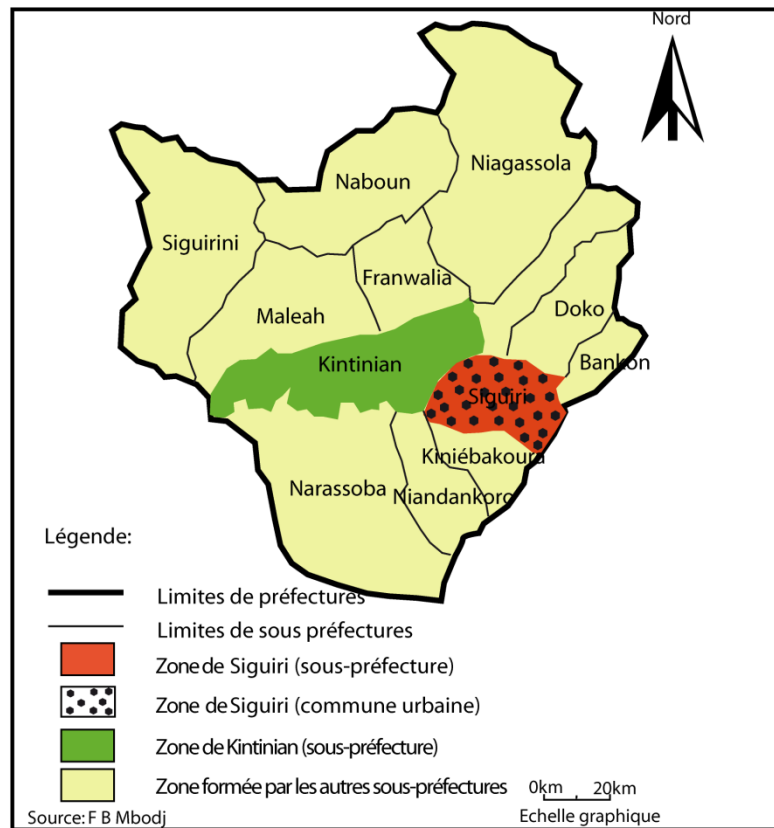 Nord
Niagassola
Naboun
Siguirini
Franwalia
Doko
Maleah
Bankon
Kintinian
Siguiri
Kiniébakoura
Narassoba
Niandankoro
Légende:
Limites de préfectures
Limites de sous préfectures
Zone de Siguiri (sous-préfecture)
Zone de Siguiri (commune urbaine)
Zone de Kintinian (sous-préfecture)
Zone formée par les autres sous-préfectures
0km 20km
Source: F B Mbodj
Echelle graphique